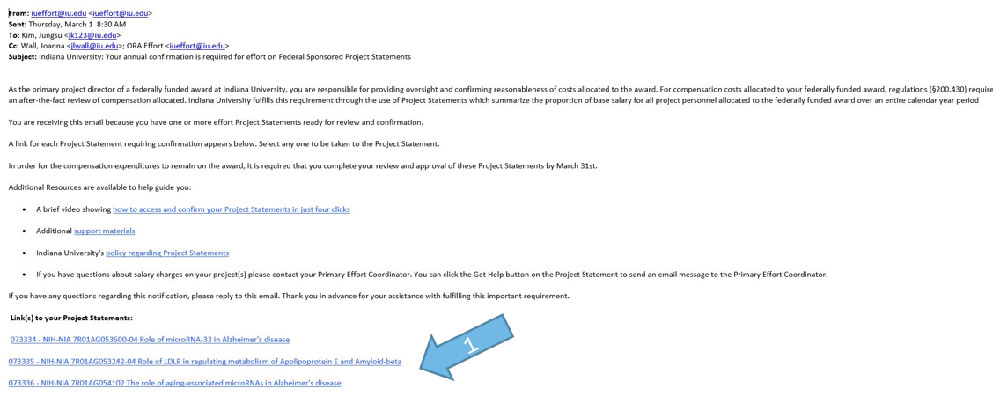 From: iueffort@iu.edu <iueffort@iu.edu>
Sent: Thursday, March 1  8:30 AM
To: Kim, Jungsu <jk123@iu.edu>
Cc: Wall, Joanna <jlwall@iu.edu>; ORA Effort <iueffort@iu.edu>
Subject: Indiana University: Your annual confirmation is required for effort on Federal Sponsored Project Statements
As the primary project director of a federally funded award at Indiana University, you are responsible for providing oversight and confirming reasonableness of costs allocated to the award. For compensation costs allocated to your federally funded award, regulations (§200.430) require
an after-the-fact review of compensation allocated. Indiana University fulfills this requirement through the use of Project Statements which summarize the proportion of base salary for all project personnel allocated to the federally funded award over an entire calendar year period
You are receiving this email because you have one or more effort Project Statements ready for review and confirmation.
A link for each Project Statement requiring confirmation appears below. Select any one to be taken to the Project Statement.
In order for the compensation expenditures to remain on the award, it is required that you complete your review and approval of these Project Statements by March 31st.
Additional Resources are available to help guide you:
• A brief video showing how to access and confirm your Project Statements in just four clicks
• Additional support materials
• Indiana University's policy regarding Project Statements
• If you have questions about salary charges on your project(s) please contact your Primary Effort Coordinator. You can click the Get Help button on the Project Statement to send an email message to the Primary Effort Coordinator.
If you have any questions regarding this notification, please reply to this email. Thank you in advance for your assistance with fulfilling this important requirement.
Link(s) to your Project Statements:
073334 - NIH-NIA 7R01AG053500-04 Role of microRNA-33 in Alzheimer's disease
073335 - NIH-NIA 7R01AG053242-04 Role of LDLR in regulating metabolism of Apolipoprotein E and Amyloid-beta
073336 - NIH-NIA 7R01AG054102 The role of aging-associated microRNAs in Alzheimer's disease
1